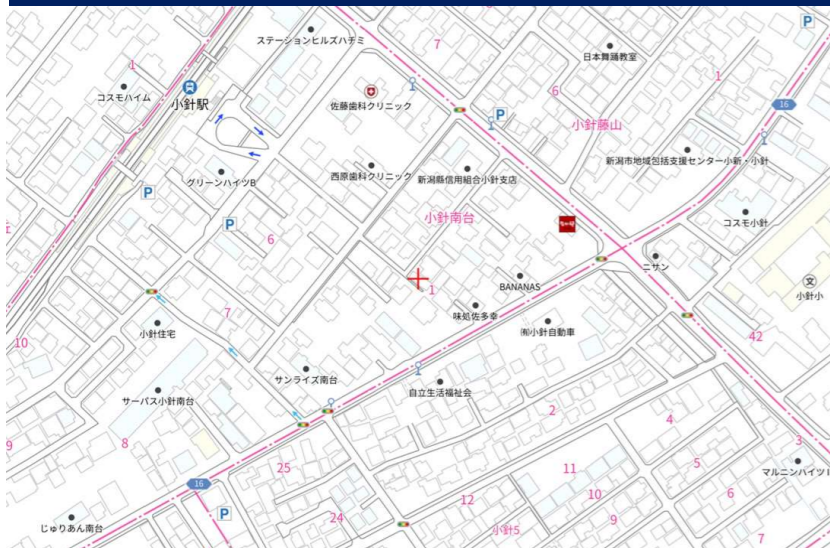 ステーションヒルズハチミ
7
P
日本舞踊教室
1
コスモハイム
小針駅
佐藤歯科クリニック
P
6
小針藤山
1
16
新潟市地域包括支援センター小新・小針
西原歯科クリニック
新潟縣信用組合小針支店
グリーンハイツB
P
P
小針南台
コスモ小針
6
ニサン
文
小針小
1
BANANAS
味処佐多幸
㈲小針自動車
7
小針住宅
42
10
サンライズ南台
自立生活福祉会
サーパス小針南台
2
4
9
8
3
25
11
5
マルニンハイツI
16
10
6
12
P
24
小針5
9
じゅりあん南台
7